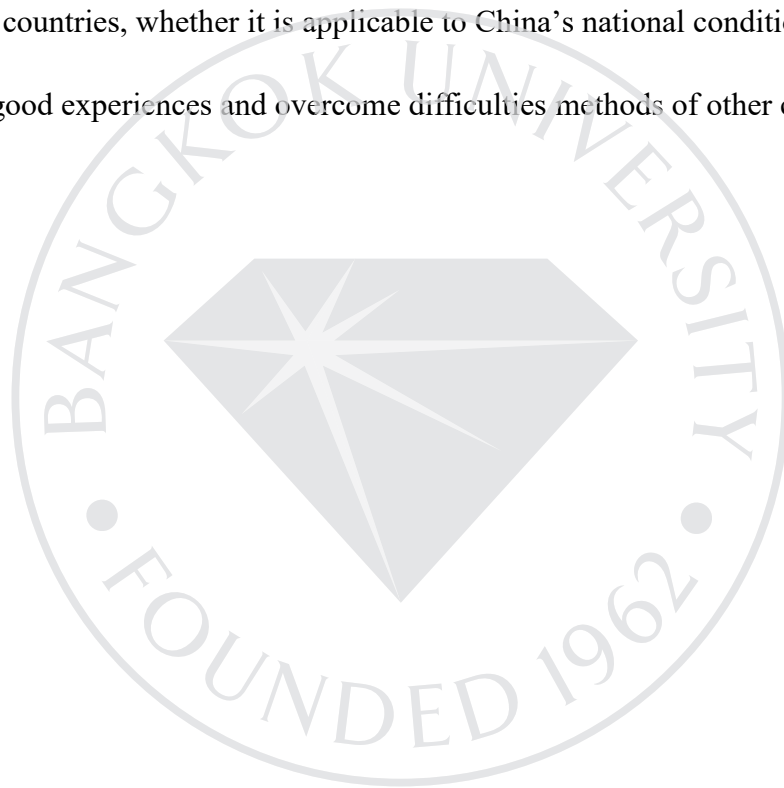 countries, whether it is applicable to China’s national conditi
good experiences and overcome difficulties methods of other
BANGKOK UNIVERSITY
FOUNDED 1962